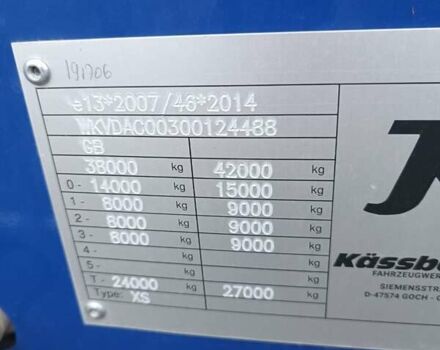 191706
e13*2007/46*2014
WKVDAC00300124488
GB
38000 kg 42000 kg
0- 14000 kg 15000 kg
1- 8000 kg 9000 kg
2- 8000 kg 9000 kg
3- 8000 kg 9000 kg
4- kg kg
5- kg kg
T- 24000 kg 27000 kg
Type: XS
Kässbo
FAHRZEUGWER
SIEMENSSTR
D-47574 GOCH -